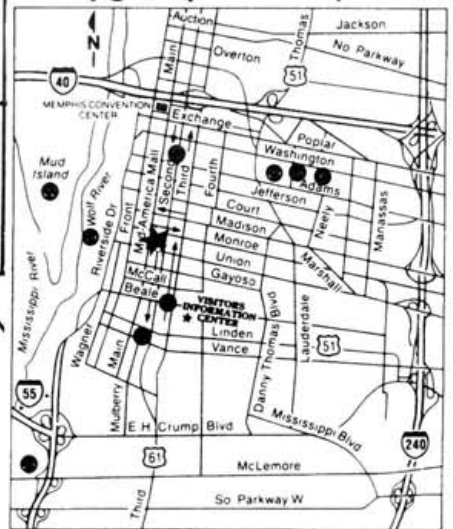 Auction
Jackson
Thomas
No Parkway
N
Main
Overton
51
40
MEMPHIS CONVENTION
CENTER
Exchange
Poplar
Washington
Mud
Island
Wolf River
Riverside Dr
Front
Mid-America Mall
Second
Third
Fourth
Adams
Jefferson
Court
Madison
Monroe
Union
Gayoso
Neely
Manassas
Marshall
McCall
Beale
VISITORS
INFORMATION
CENTER
Linden
Vance
Danny Thomas Blvd
Lauderdale
51
Mississippi River
Wagner
Main
Mulberry
55
E H Crump Blvd
Mississippi Blvd
240
61
McLemore
Third
So Parkway W